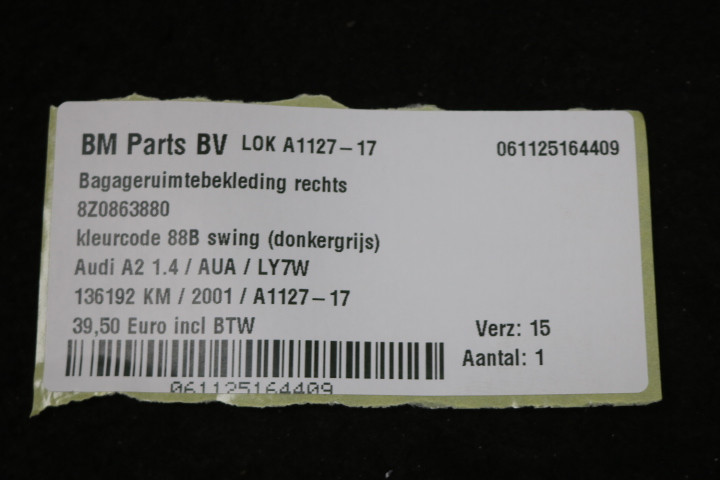 BM Parts BV LOK A1127-17 061125164409
Bagageruimtebekleding rechts
8Z0863880
kleurcode 88B swing (donkergrijs)
Audi A2 1.4 / AUA / LY7W
136192 KM / 2001 / A1127-17
39,50 Euro incl BTW Verz: 15
Aantal: 1
061125164409